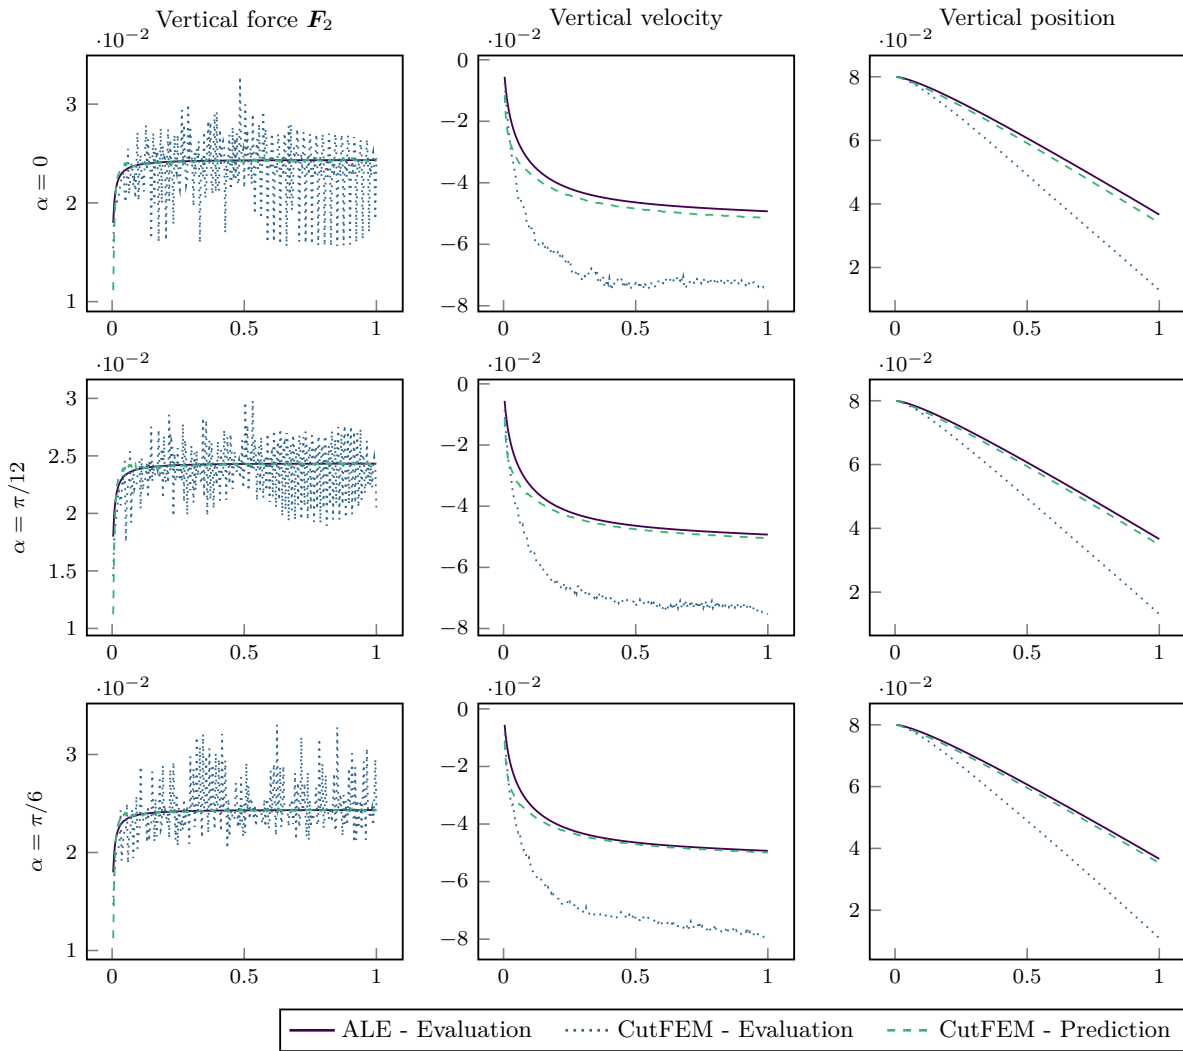 Vertical force F₂ Vertical velocity Vertical position
·10⁻² ·10⁻² ·10⁻²
3
2
1
0 0.5 1
α = 0
0
−2
−4
−6
−8
0 0.5 1
8
6
4
2
0 0.5 1
·10⁻² ·10⁻² ·10⁻²
3
2.5
2
1.5
1
0 0.5 1
α = π/12
0
−2
−4
−6
−8
0 0.5 1
8
6
4
2
0 0.5 1
·10⁻² ·10⁻² ·10⁻²
3
2
1
0 0.5 1
α = π/6
0
−2
−4
−6
−8
0 0.5 1
8
6
4
2
0 0.5 1
ALE - Evaluation CutFEM - Evaluation CutFEM - Prediction